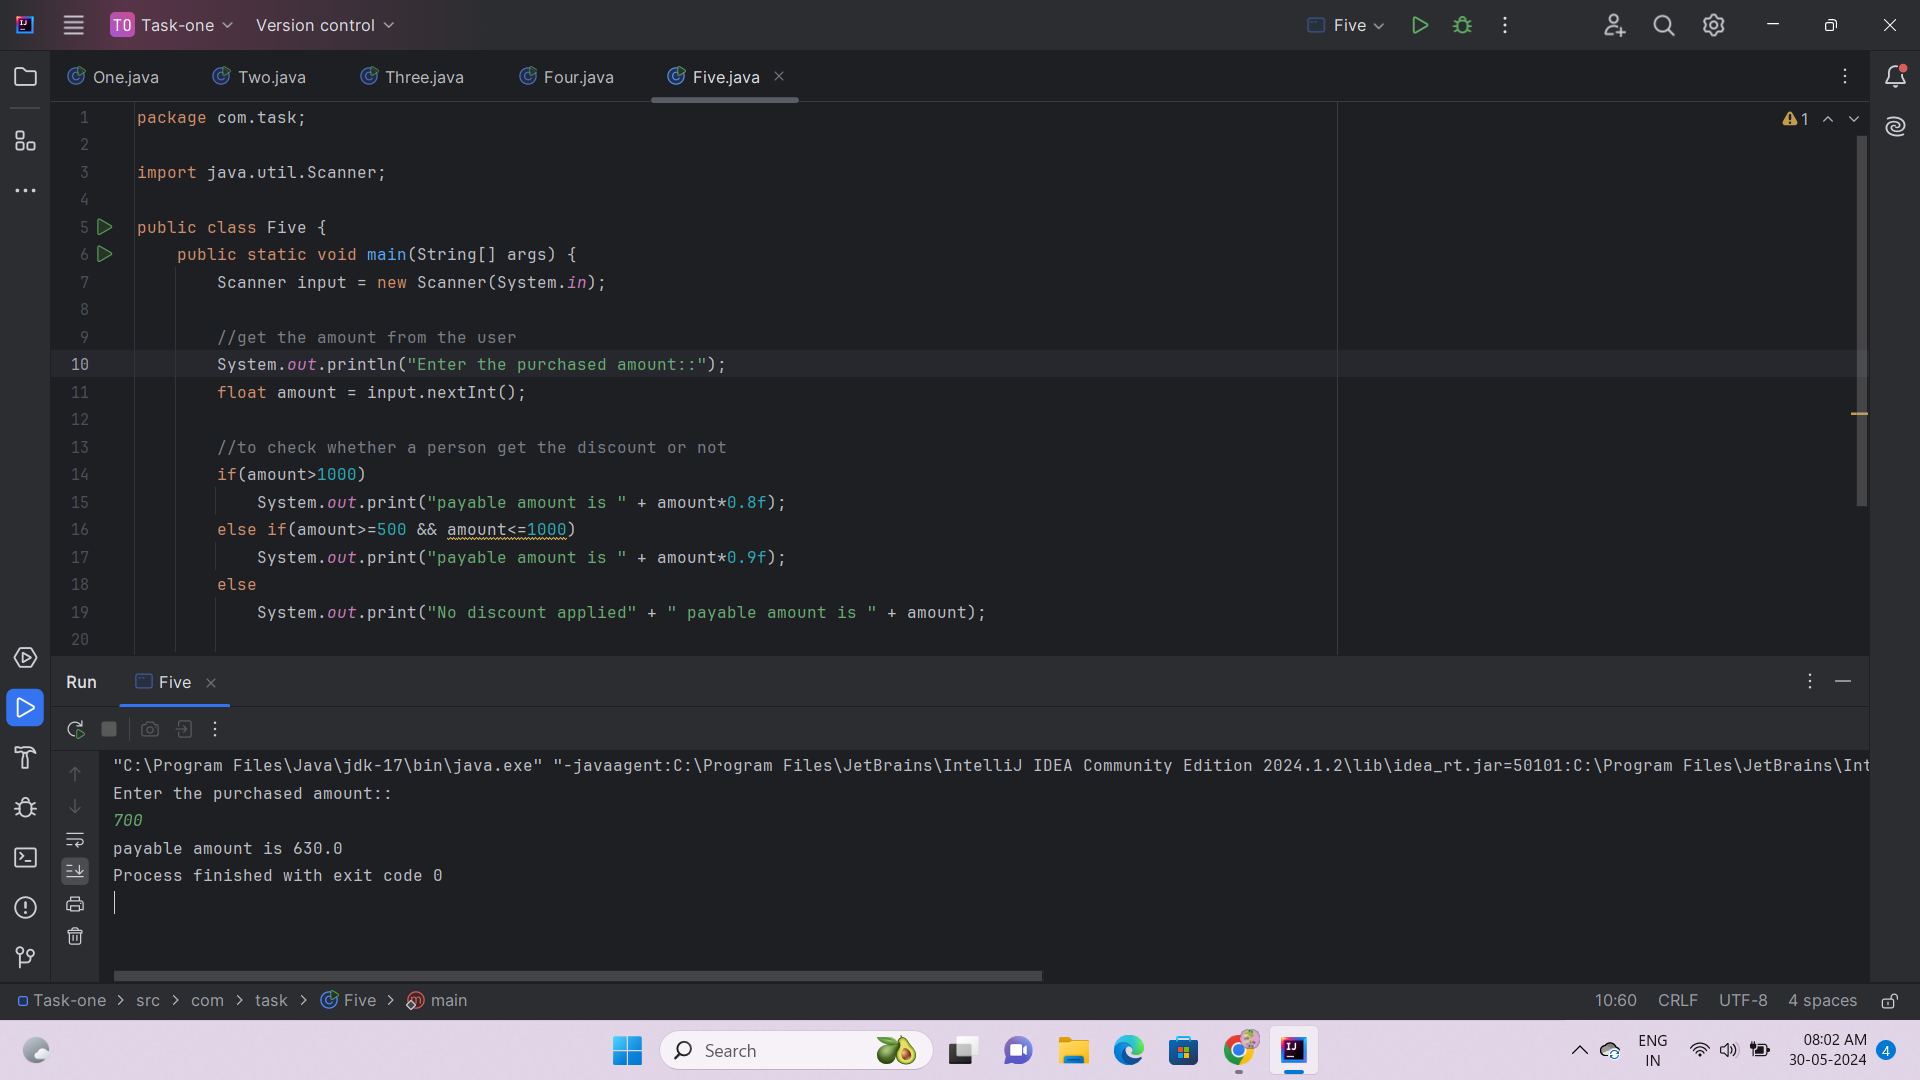 TO Task-one Version control Five
One.java Two.java Three.java Four.java Five.java
1 package com.task; 1
2
3 import java.util.Scanner;
4
5 public class Five {
6 public static void main(String[] args) {
7 Scanner input = new Scanner(System.in);
8
9 //get the amount from the user
10 System.out.println("Enter the purchased amount::");
11 float amount = input.nextInt();
12
13 //to check whether a person get the discount or not
14 if(amount>1000)
15 System.out.print("payable amount is " + amount*0.8f);
16 else if(amount>=500 && amount<=1000)
17 System.out.print("payable amount is " + amount*0.9f);
18 else
19 System.out.print("No discount applied" + " payable amount is " + amount);
20
Run Five
"C:\Program Files\Java\jdk-17\bin\java.exe" "-javaagent:C:\Program Files\JetBrains\IntelliJ IDEA Community Edition 2024.1.2\lib\idea_rt.jar=50101:C:\Program Files\JetBrains\Int
Enter the purchased amount::
700
payable amount is 630.0
Process finished with exit code 0
Task-one > src > com > task > Five > main 10:60 CRLF UTF-8 4 spaces
Search ENG 08:02 AM
IN 30-05-2024 4